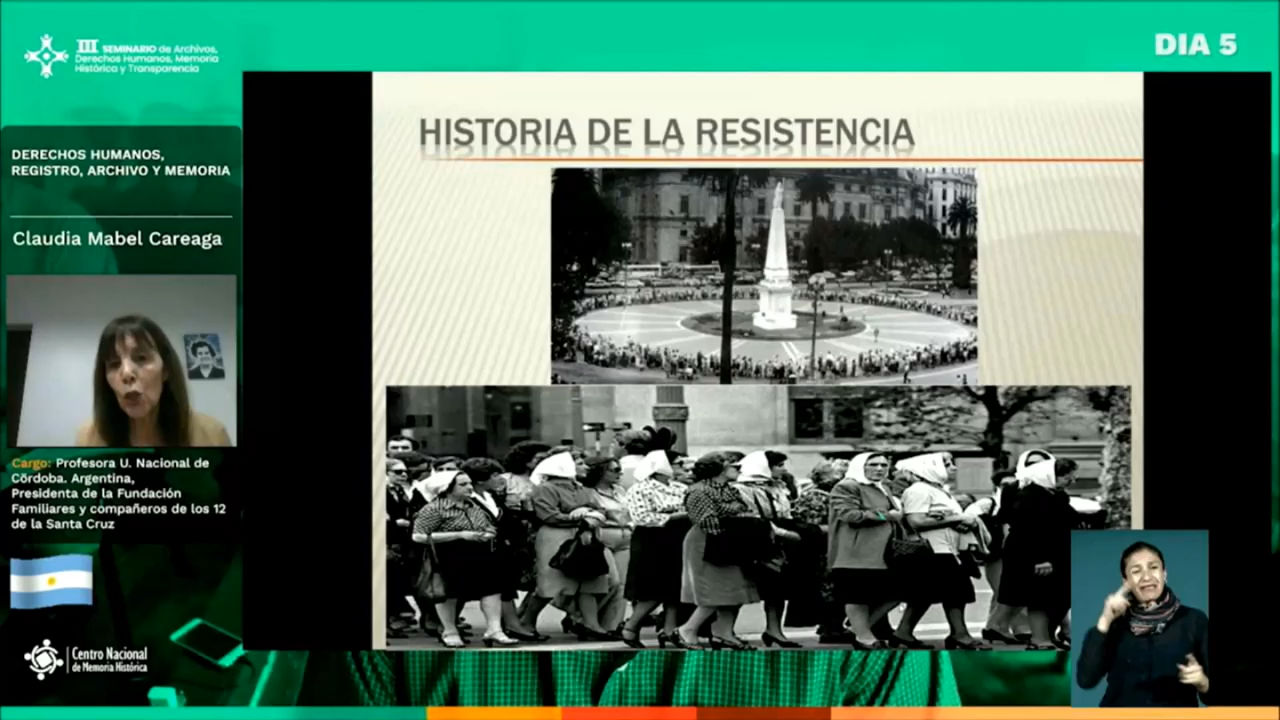 III SEMINARIO de Archivos,
Derechos Humanos, Memoria
Histórica y Transparencia
DIA 5
DERECHOS HUMANOS,
REGISTRO, ARCHIVO Y MEMORIA
Claudia Mabel Careaga
Cargo: Profesora U. Nacional de
Córdoba. Argentina,
Presidenta de la Fundación
Familiares y compañeros de los 12
de la Santa Cruz
Centro Nacional
de Memoria Histórica
HISTORIA DE LA RESISTENCIA